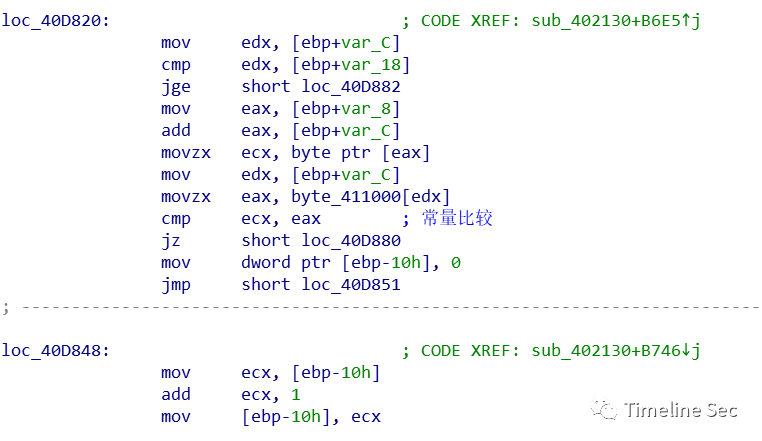 loc_40D820: ; CODE XREF: sub_402130+B6E5↑j
mov edx, [ebp+var_C]
cmp edx, [ebp+var_18]
jge short loc_40D882
mov eax, [ebp+var_8]
add eax, [ebp+var_C]
movzx ecx, byte ptr [eax]
mov edx, [ebp+var_C]
movzx eax, byte_411000[edx]
cmp ecx, eax ; 常量比较
jz short loc_40D880
mov dword ptr [ebp-10h], 0
jmp short loc_40D851
; ---------------------------------------------------------------------------
loc_40D848: ; CODE XREF: sub_402130+B746↓j
mov ecx, [ebp-10h]
add ecx, 1
mov [ebp-10h], ecx
Timeline Sec